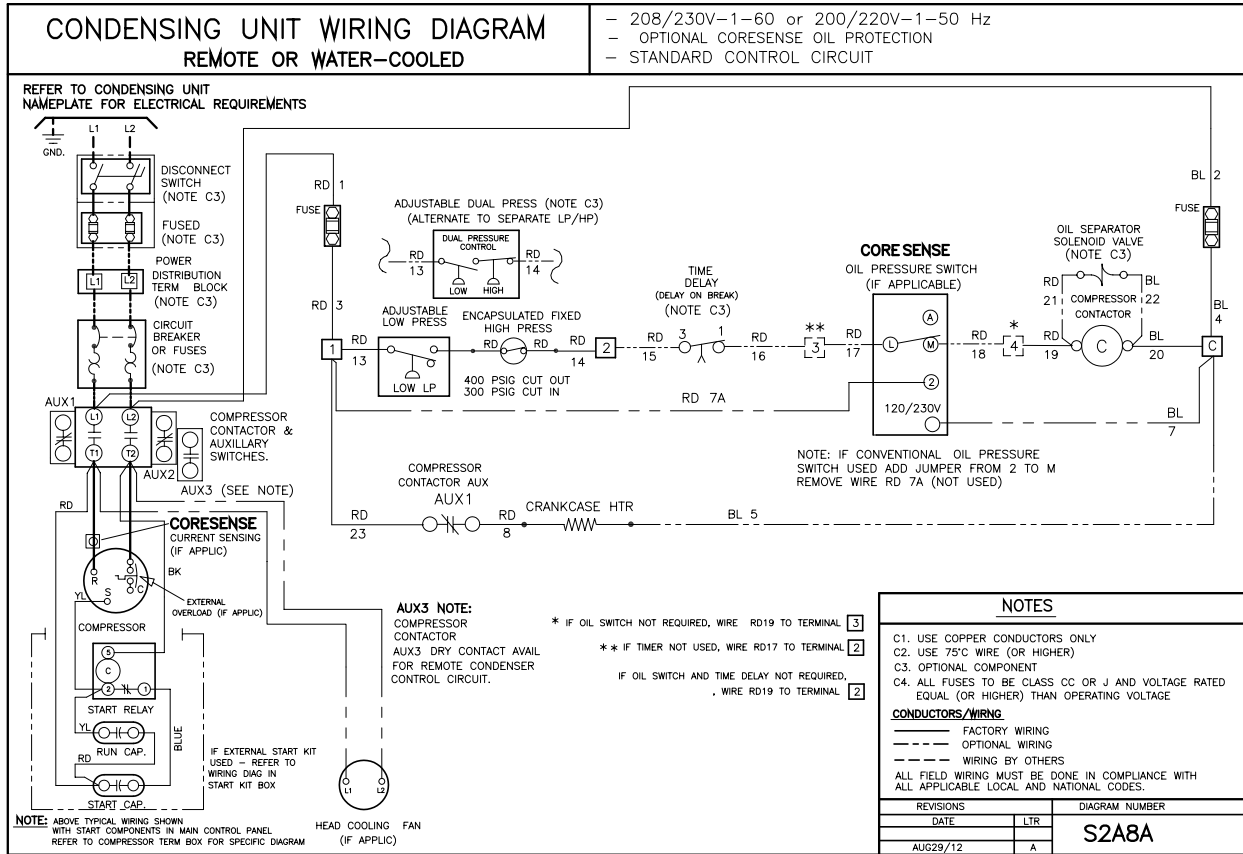 CONDENSING UNIT WIRING DIAGRAM
REMOTE OR WATER-COOLED
- 208/230V-1-60 or 200/220V-1-50 Hz
- OPTIONAL CORESENSE OIL PROTECTION
- STANDARD CONTROL CIRCUIT
REFER TO CONDENSING UNIT
NAMEPLATE FOR ELECTRICAL REQUIREMENTS
L1 L2
GND.
DISCONNECT
SWITCH
(NOTE C3)
FUSED
(NOTE C3)
POWER
DISTRIBUTION
TERM BLOCK
(NOTE C3)
L1 L2
CIRCUIT
BREAKER
OR FUSES
(NOTE C3)
AUX1
L1 L2
T1 T2
COMPRESSOR
CONTACTOR &
AUXILLARY
SWITCHES.
AUX2
AUX3 (SEE NOTE)
RD
CORESENSE
CURRENT SENSING
(IF APPLIC)
R
S
C
BK
YL
EXTERNAL
OVERLOAD (IF APPLIC)
COMPRESSOR
5
C
2 1
START RELAY
YL
RUN CAP.
RD
BLUE
START CAP.
IF EXTERNAL START KIT
USED - REFER TO
WIRING DIAG IN
START KIT BOX
NOTE: ABOVE TYPICAL WIRING SHOWN
WITH START COMPONENTS IN MAIN CONTROL PANEL
REFER TO COMPRESSOR TERM BOX FOR SPECIFIC DIAGRAM
L1 L2
HEAD COOLING FAN
(IF APPLIC)
RD 1
FUSE
RD 3
1
ADJUSTABLE DUAL PRESS (NOTE C3)
(ALTERNATE TO SEPARATE LP/HP)
DUAL PRESSURE
CONTROL
RD
13
RD
14
LOW HIGH
ADJUSTABLE
LOW PRESS
RD
13
LOW LP
ENCAPSULATED FIXED
HIGH PRESS
RD RD
RD
14
400 PSIG CUT OUT
300 PSIG CUT IN
2
RD
15
TIME
DELAY
(DELAY ON BREAK)
(NOTE C3)
3 1
RD
16
**
3
RD
17
CORE SENSE
OIL PRESSURE SWITCH
(IF APPLICABLE)
A
L M
2
120/230V
RD
18
*
4
RD
19
OIL SEPARATOR
SOLENOID VALVE
(NOTE C3)
RD
21
BL
22
COMPRESSOR
CONTACTOR
C
BL
20
BL 2
FUSE
BL
4
C
RD 7A
BL
7
NOTE: IF CONVENTIONAL OIL PRESSURE
SWITCH USED ADD JUMPER FROM 2 TO M
REMOVE WIRE RD 7A (NOT USED)
COMPRESSOR
CONTACTOR AUX
AUX1
RD
23
RD
8
CRANKCASE HTR
BL 5
AUX3 NOTE:
COMPRESSOR
CONTACTOR
AUX3 DRY CONTACT AVAIL
FOR REMOTE CONDENSER
CONTROL CIRCUIT.
* IF OIL SWITCH NOT REQUIRED, WIRE RD19 TO TERMINAL 3
** IF TIMER NOT USED, WIRE RD17 TO TERMINAL 2
IF OIL SWITCH AND TIME DELAY NOT REQUIRED,
, WIRE RD19 TO TERMINAL 2
NOTES
C1. USE COPPER CONDUCTORS ONLY
C2. USE 75°C WIRE (OR HIGHER)
C3. OPTIONAL COMPONENT
C4. ALL FUSES TO BE CLASS CC OR J AND VOLTAGE RATED
EQUAL (OR HIGHER) THAN OPERATING VOLTAGE
CONDUCTORS/WIRNG
FACTORY WIRING
OPTIONAL WIRING
WIRING BY OTHERS
ALL FIELD WIRING MUST BE DONE IN COMPLIANCE WITH
ALL APPLICABLE LOCAL AND NATIONAL CODES.
REVISIONS
DIAGRAM NUMBER
DATE LTR
S2A8A
AUG29/12 A